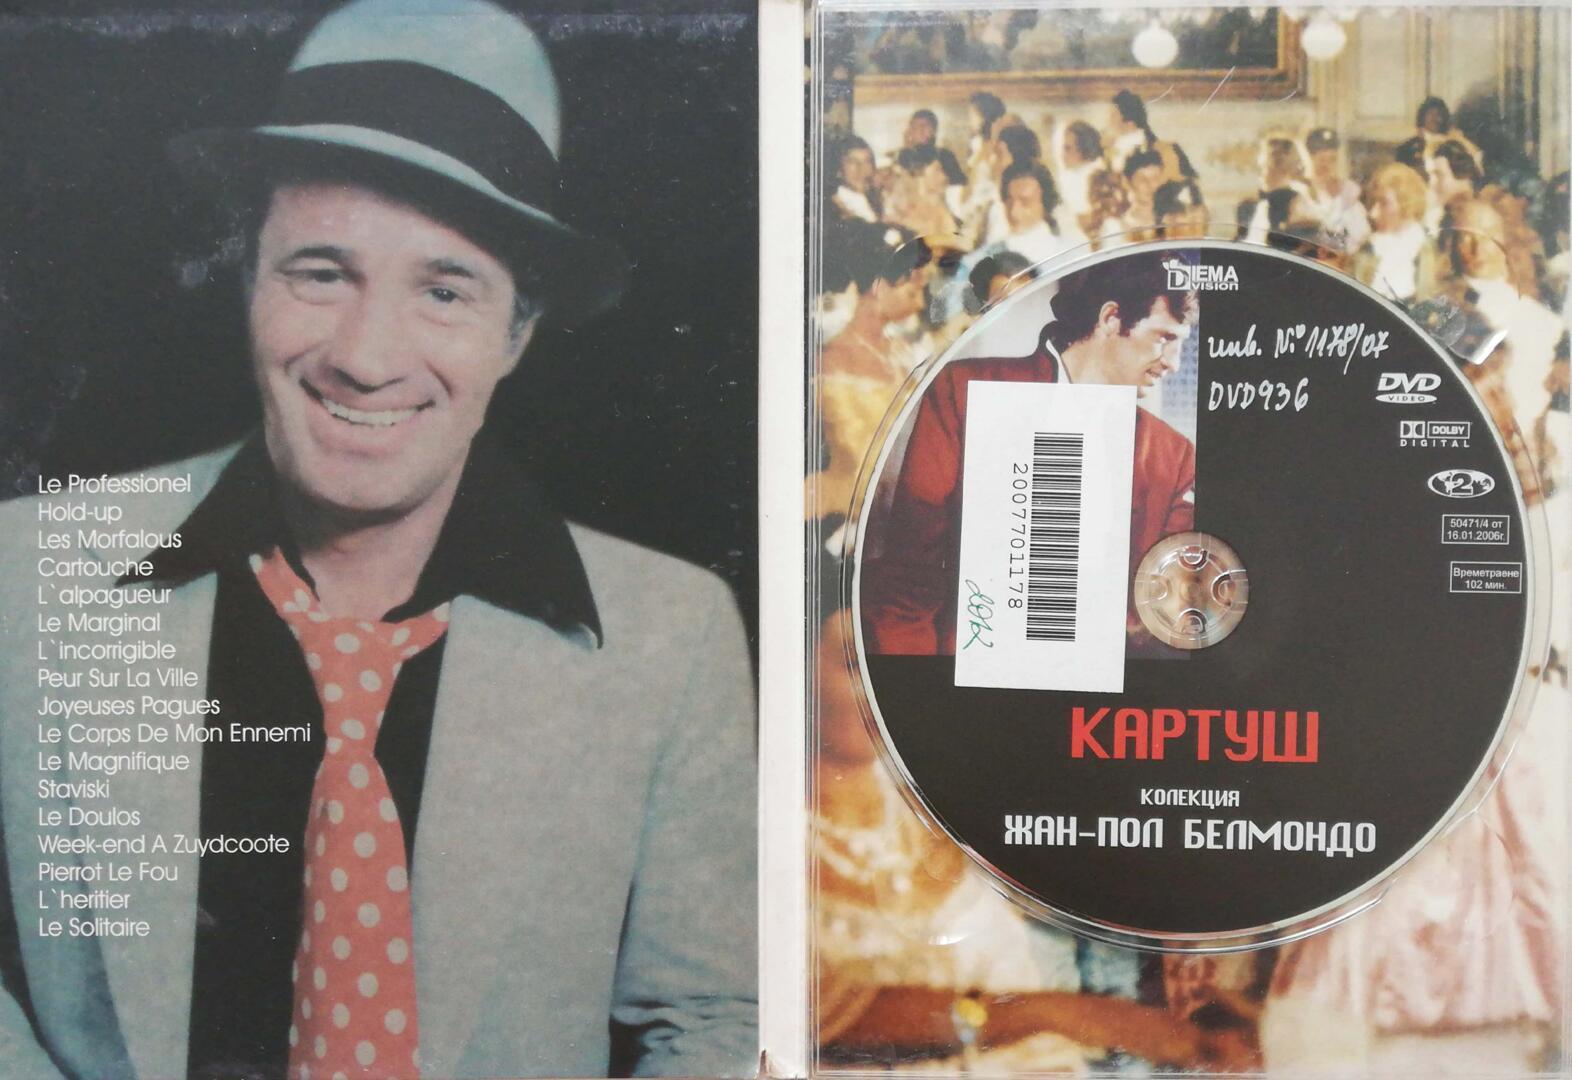 Le Professionel
Hold-up
Les Morfalous
Cartouche
L`alpagueur
Le Marginal
L`incorrigible
Peur Sur La Ville
Joyeuses Pagues
Le Corps De Mon Ennemi
Le Magnifique
Staviski
Le Doulos
Week-end A Zuydcoote
Pierrot Le Fou
L`heritier
Le Solitaire
DIEMA
vision
инв. № 1178/07
DVD936
DVD
VIDEO
DOLBY
DIGITAL
2
50471/4 от
16.01.2006г.
Времетраене
102 мин.
2007701178
КАРТУШ
КОЛЕКЦИЯ
ЖАН-ПОЛ БЕЛМОНДО